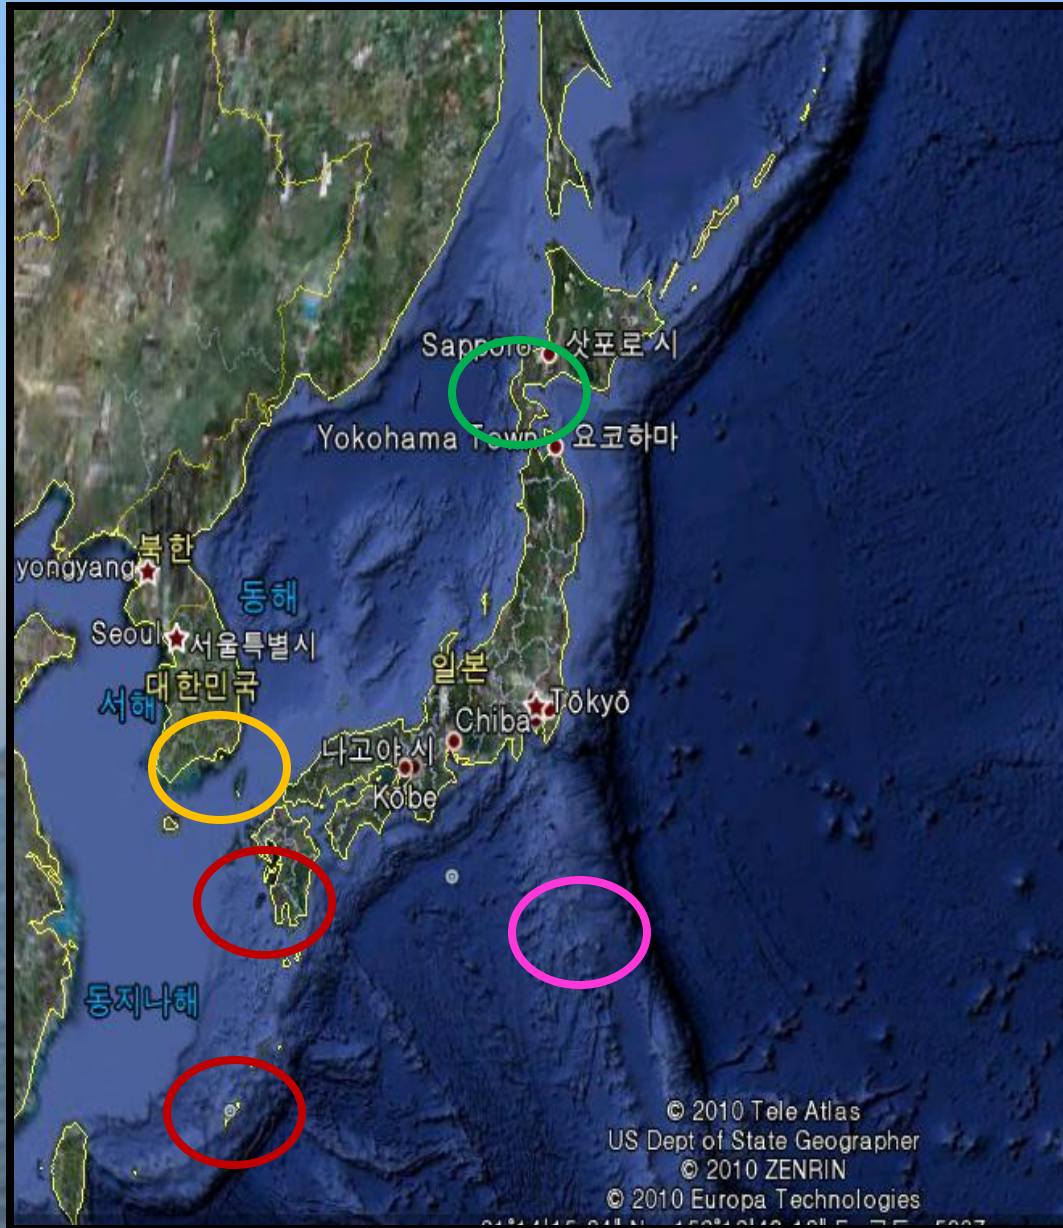 Sapporo 삿포로 시
Yokohama Town 요코하마
북한
yongyang
동해
Seoul 서울특별시
일본
대한민국
서해
Tōkyō
Chiba
나고야 시
Kōbe
동지나해
© 2010 Tele Atlas
US Dept of State Geographer
© 2010 ZENRIN
© 2010 Europa Technologies